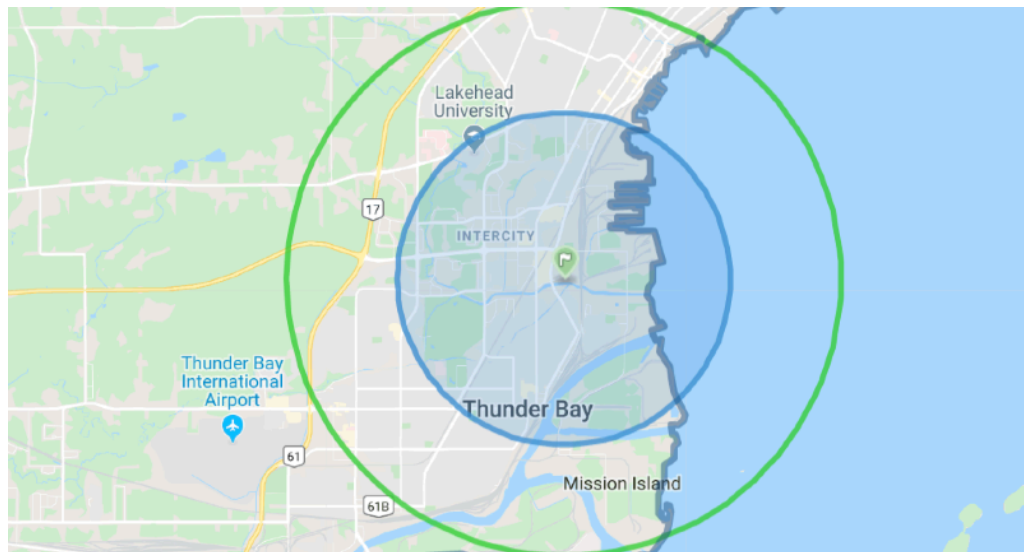 Lakehead
University
17
INTERCITY
Thunder Bay
International
Airport
Thunder Bay
61
Mission Island
61B